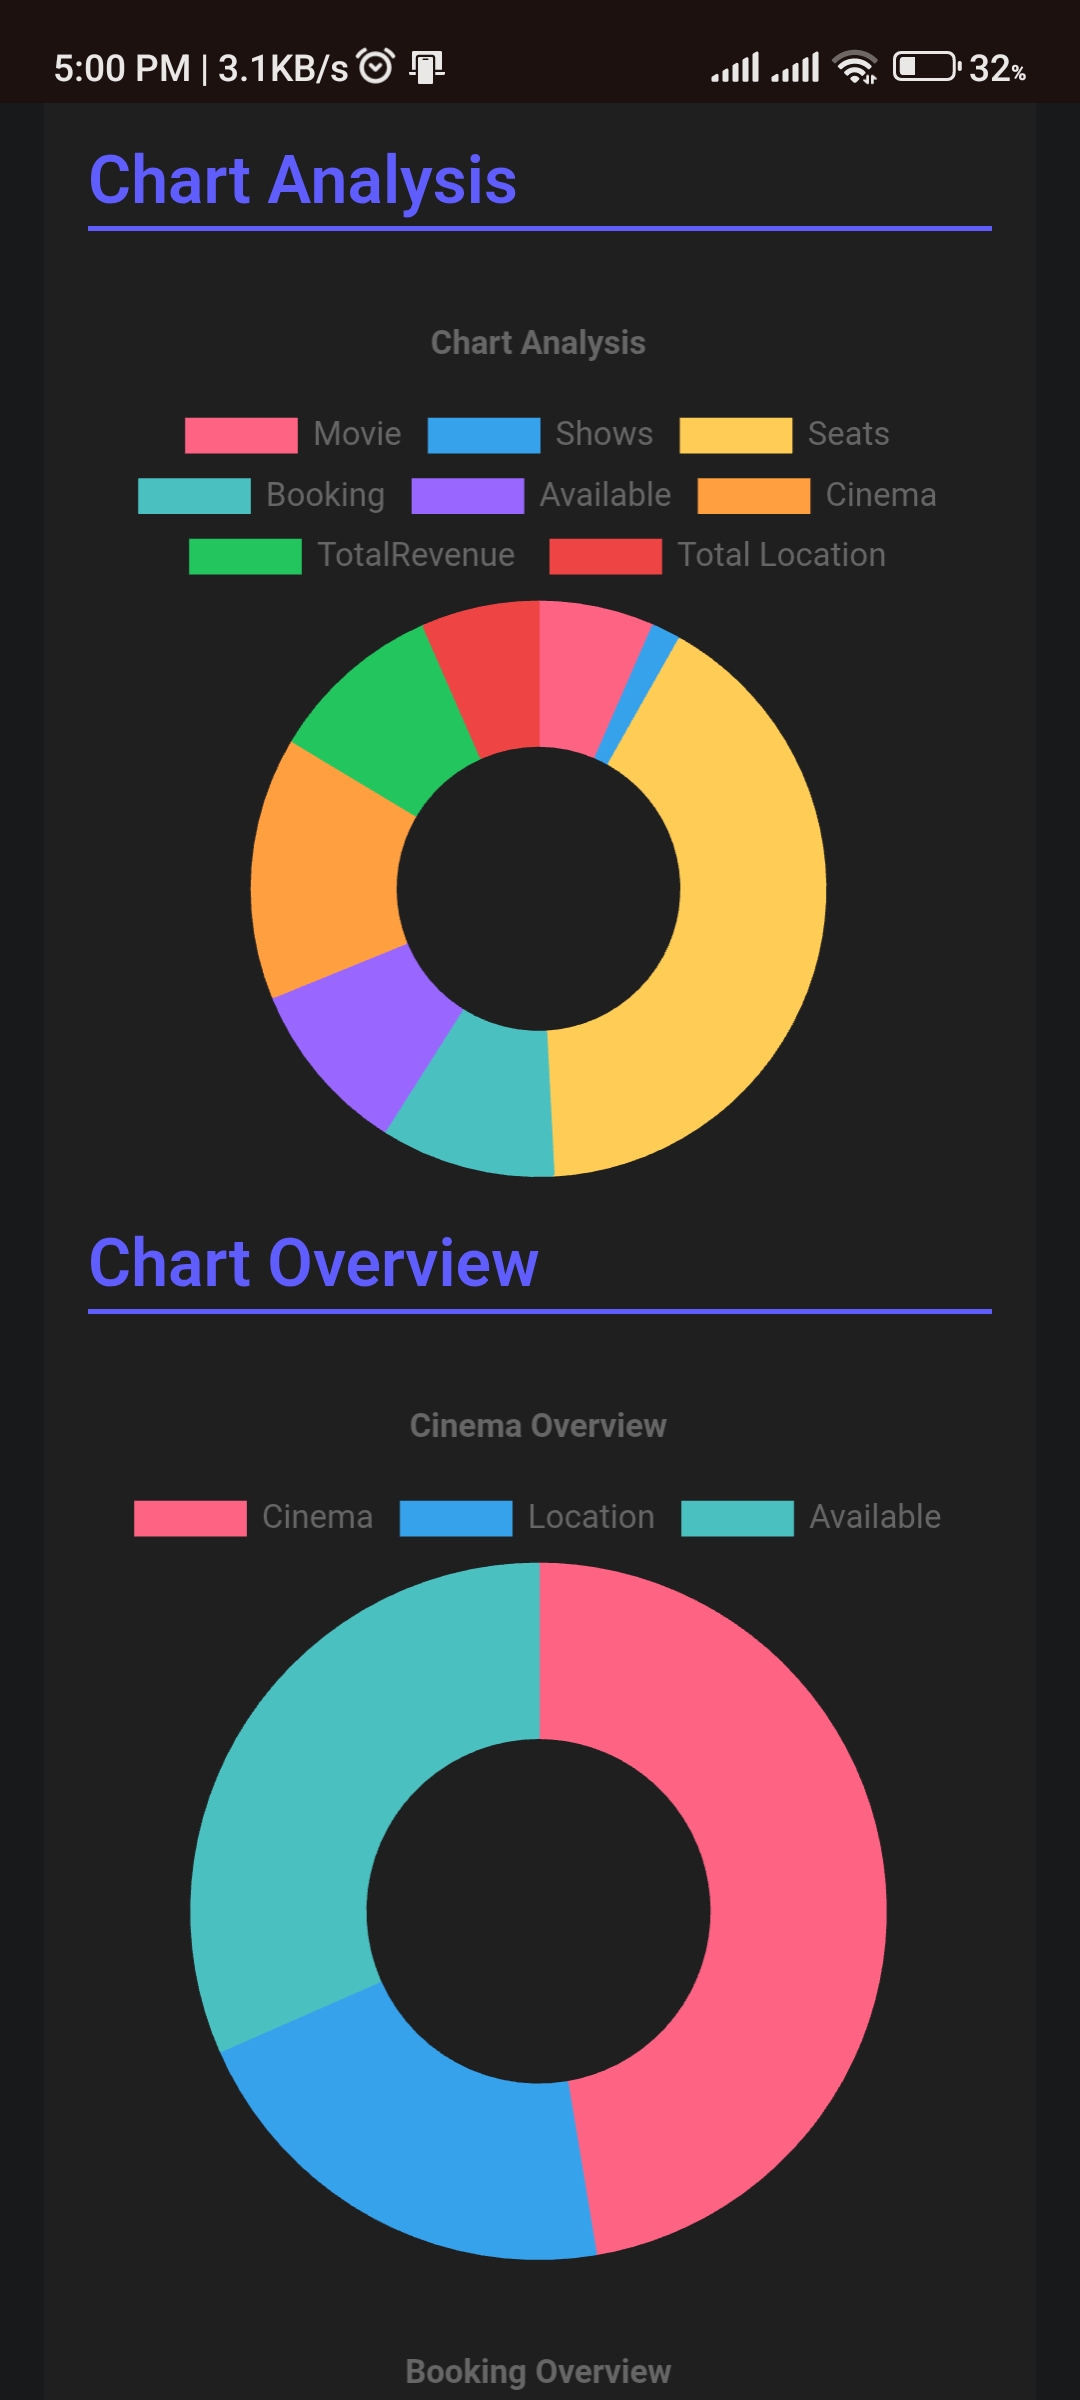 5:00 PM | 3.1KB/s 32%
Chart Analysis
Chart Analysis
Movie Shows Seats
Booking Available Cinema
TotalRevenue Total Location
Chart Overview
Cinema Overview
Cinema Location Available
Booking Overview